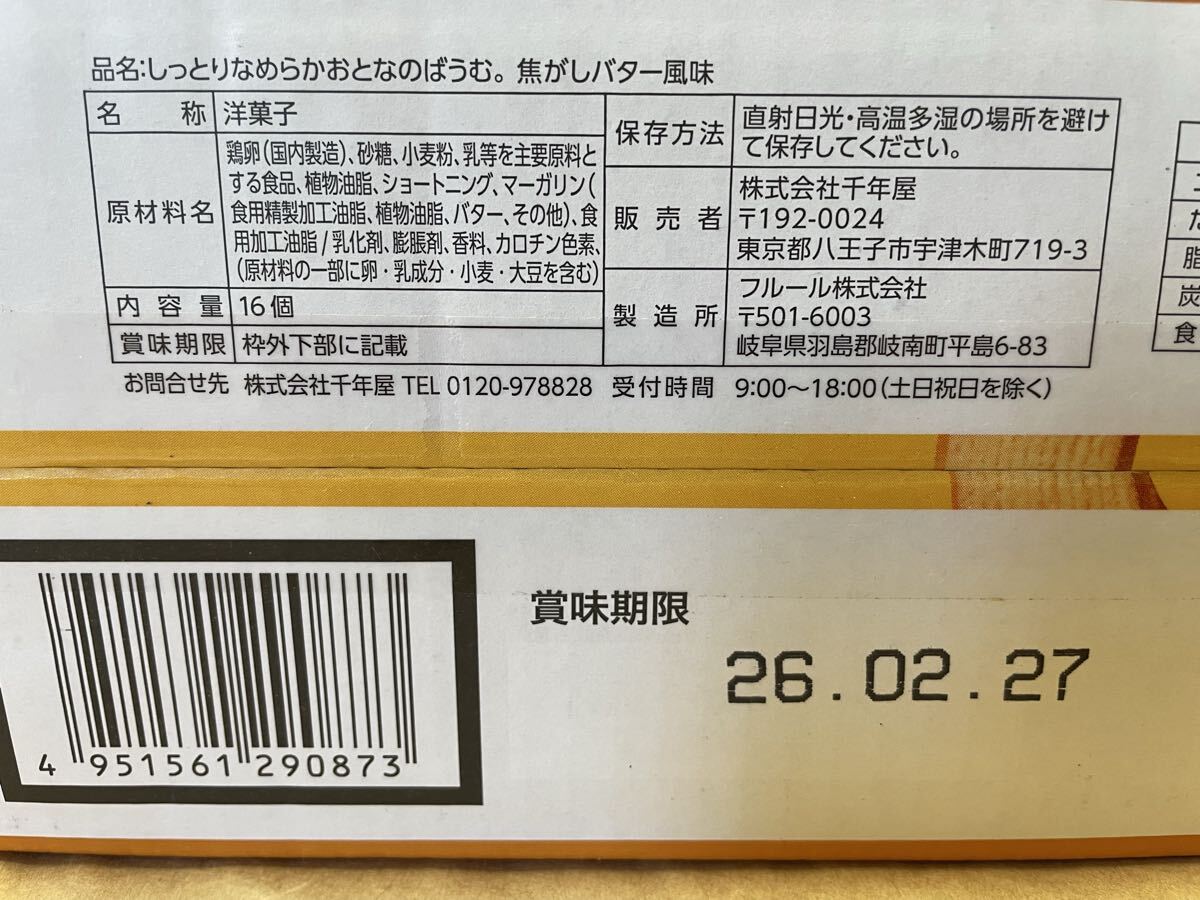 品名:しっとりなめらかおとなのばうむ。焦がしバター風味
名称 洋菓子
原材料名 鶏卵(国内製造)、砂糖、小麦粉、乳等を主要原料と
する食品、植物油脂、ショートニング、マーガリン(
食用精製加工油脂、植物油脂、バター、その他)、食
用加工油脂/乳化剤、膨脹剤、香料、カロチン色素、
(原材料の一部に卵・乳成分・小麦・大豆を含む)
内容量 16個
賞味期限 枠外下部に記載
保存方法 直射日光・高温多湿の場所を避け
て保存してください。
販売者 株式会社千年屋
〒192-0024
東京都八王子市宇津木町719-3
製造所 フルール株式会社
〒501-6003
岐阜県羽島郡岐南町平島6-83
お問合せ先 株式会社千年屋 TEL 0120-978828 受付時間 9:00〜18:00(土日祝日を除く)
脂
炭
食
賞味期限
26.02.27
4 951561 290873